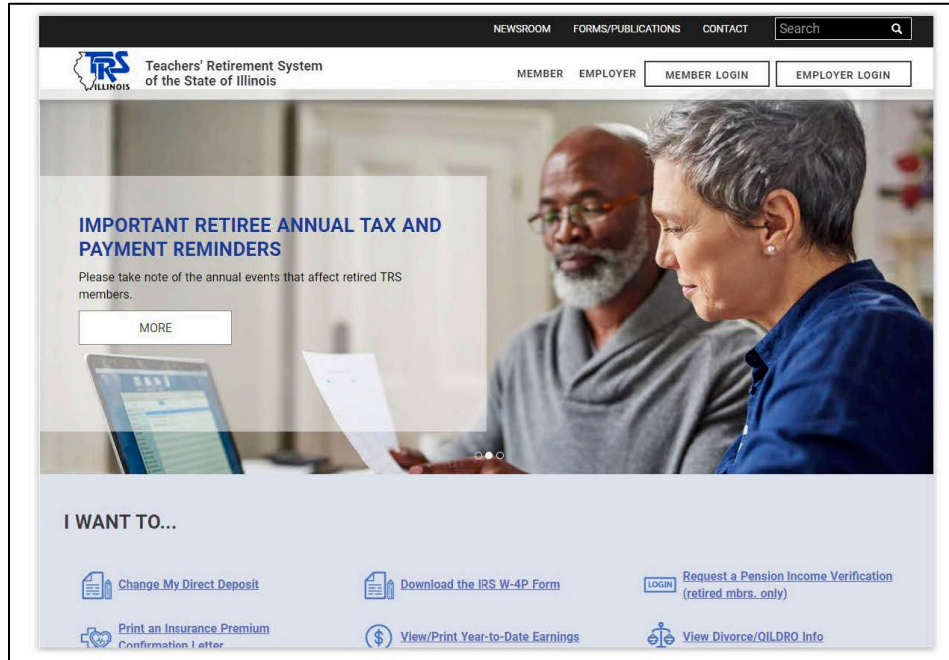 NEWSROOM FORMS/PUBLICATIONS CONTACT Search
TRS
ILLINOIS
Teachers' Retirement System
of the State of Illinois
MEMBER EMPLOYER MEMBER LOGIN EMPLOYER LOGIN
IMPORTANT RETIREE ANNUAL TAX AND
PAYMENT REMINDERS
Please take note of the annual events that affect retired TRS
members.
MORE
I WANT TO...
Change My Direct Deposit
Download the IRS W-4P Form
LOGIN
Request a Pension Income Verification
(retired mbrs. only)
Print an Insurance Premium
Confirmation Letter
$
View/Print Year-to-Date Earnings
View Divorce/QILDRO Info